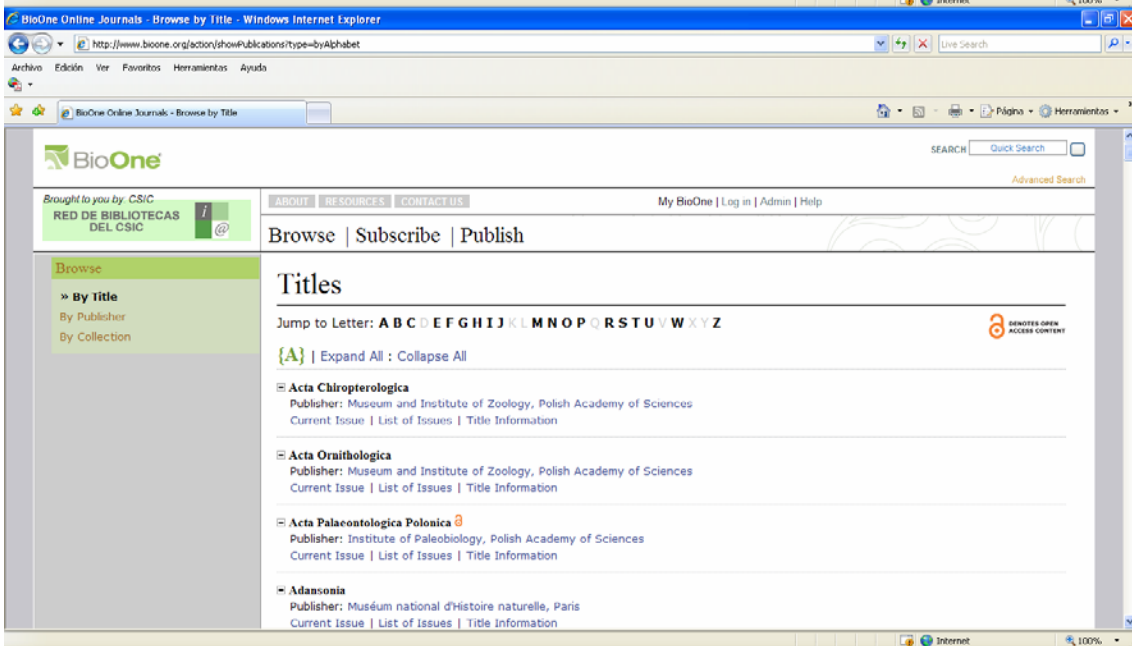 Internet 100%
BioOne Online Journals - Browse by Title - Windows Internet Explorer
http://www.bioone.org/action/showPublications?type=byAlphabet
Live Search
Archivo Edición Ver Favoritos Herramientas Ayuda
BioOne Online Journals - Browse by Title
Página Herramientas
BioOne
SEARCH Quick Search
Advanced Search
Brought to you by: CSIC
RED DE BIBLIOTECAS
DEL CSIC
i
@
ABOUT RESOURCES CONTACT US
My BioOne | Log in | Admin | Help
Browse | Subscribe | Publish
Browse
» By Title
By Publisher
By Collection
Titles
Jump to Letter: A B C D E F G H I J K L M N O P Q R S T U V W X Y Z
DENOTES OPEN
ACCESS CONTENT
{A} | Expand All : Collapse All
Acta Chiropterologica
Publisher: Museum and Institute of Zoology, Polish Academy of Sciences
Current Issue | List of Issues | Title Information
Acta Ornithologica
Publisher: Museum and Institute of Zoology, Polish Academy of Sciences
Current Issue | List of Issues | Title Information
Acta Palaeontologica Polonica
Publisher: Institute of Paleobiology, Polish Academy of Sciences
Current Issue | List of Issues | Title Information
Adansonia
Publisher: Muséum national d'Histoire naturelle, Paris
Current Issue | List of Issues | Title Information
Internet 100%